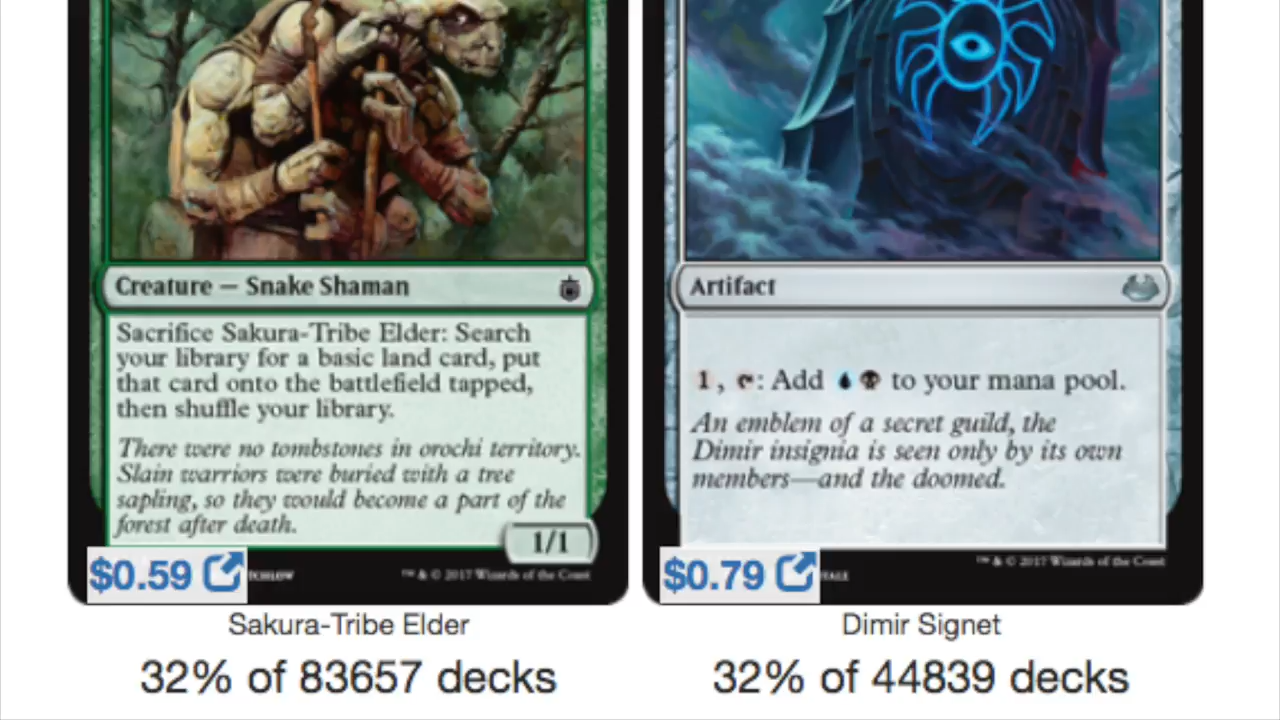 Creature — Snake Shaman
Sacrifice Sakura-Tribe Elder: Search
your library for a basic land card, put
that card onto the battlefield tapped,
then shuffle your library.
There were no tombstones in orochi territory.
Slain warriors were buried with a tree
sapling, so they would become a part of the
forest after death.
1/1
$0.59
™ & © 2017 Wizards of the Coast
Sakura-Tribe Elder
32% of 83657 decks
Artifact
1, : Add to your mana pool.
An emblem of a secret guild, the
Dimir insignia is seen only by its own
members—and the doomed.
$0.79
™ & © 2017 Wizards of the Coast
Dimir Signet
32% of 44839 decks